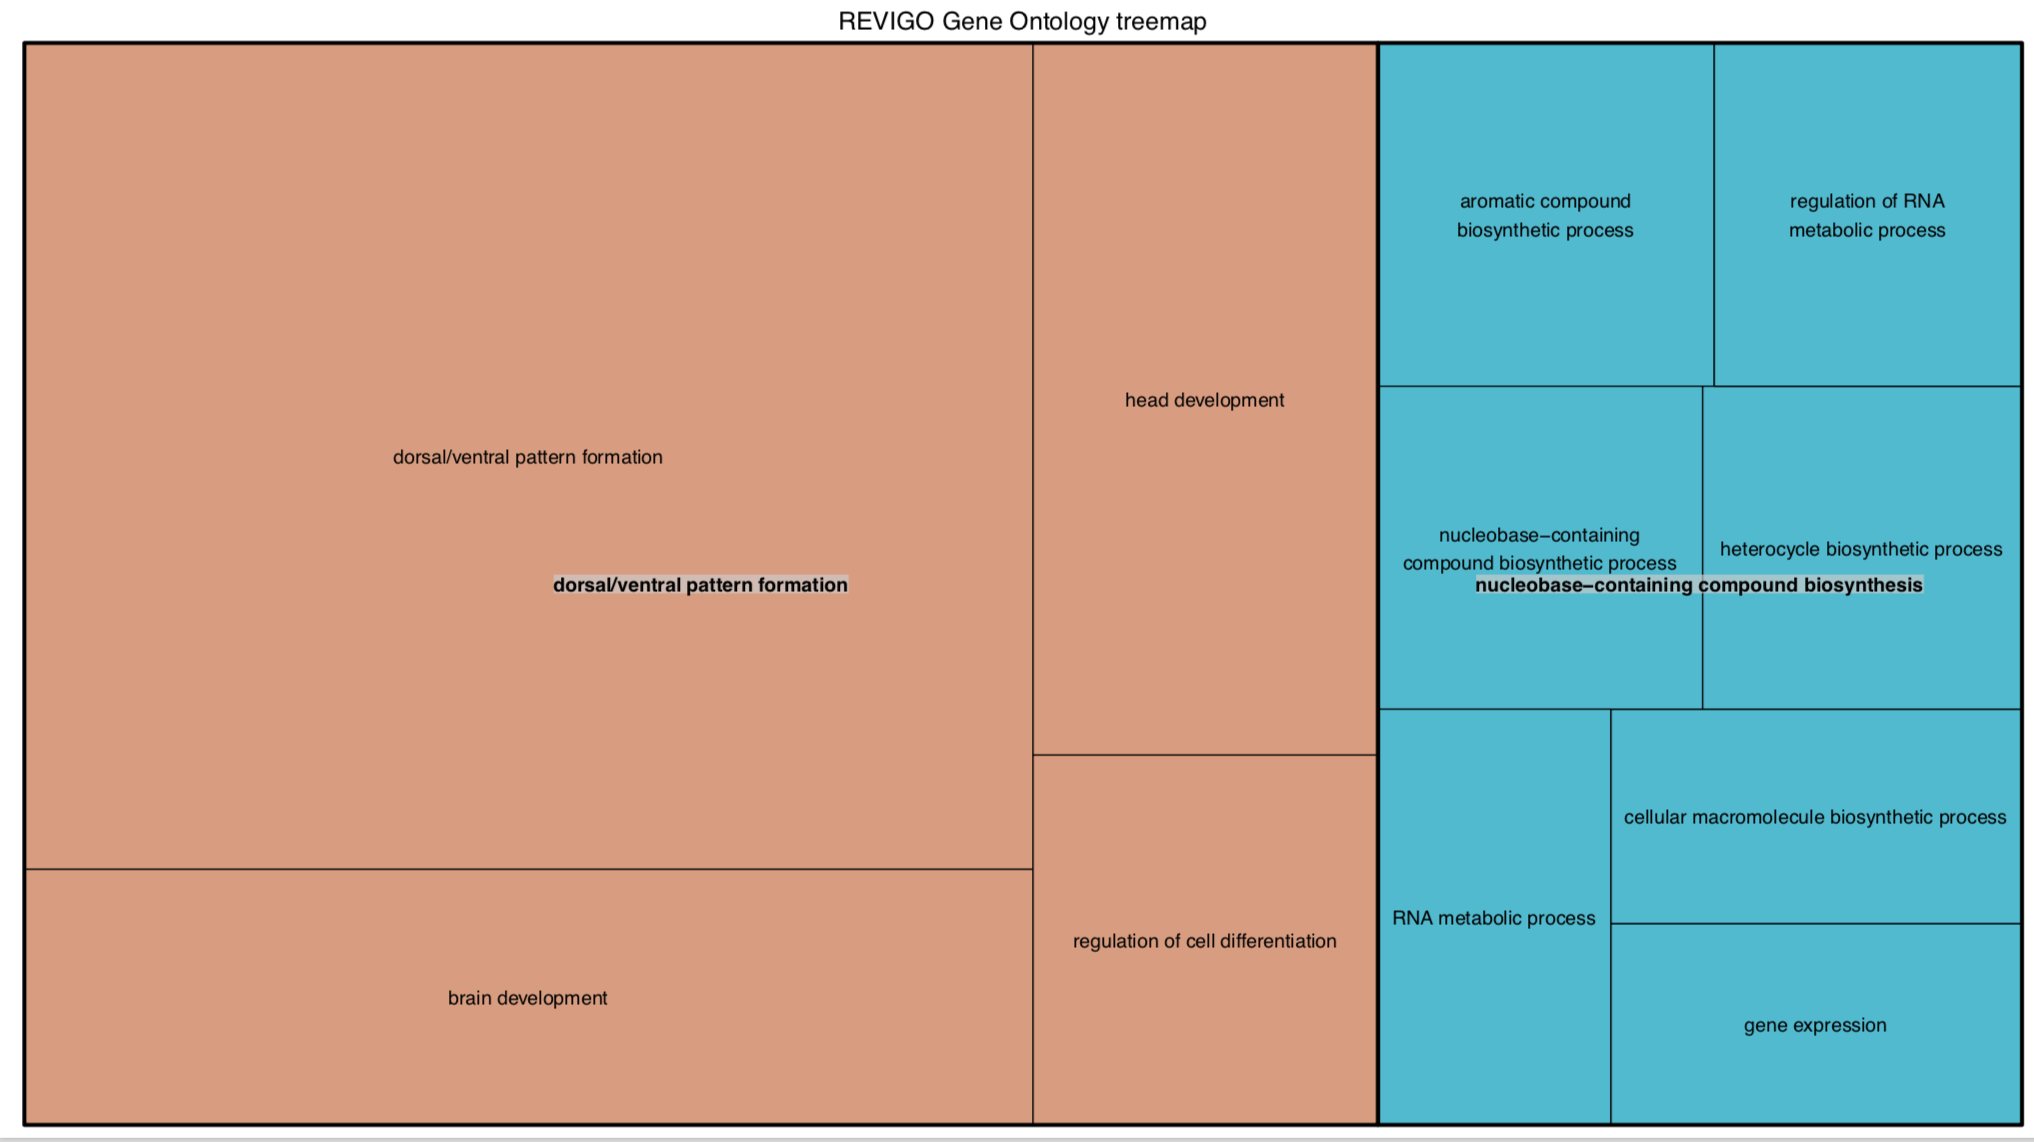 REVIGO Gene Ontology treemap
dorsal/ventral pattern formation
dorsal/ventral pattern formation
brain development
head development
regulation of cell differentiation
aromatic compound
biosynthetic process
regulation of RNA
metabolic process
nucleobase−containing
compound biosynthetic process
heterocycle biosynthetic process
nucleobase−containing compound biosynthesis
RNA metabolic process
cellular macromolecule biosynthetic process
gene expression